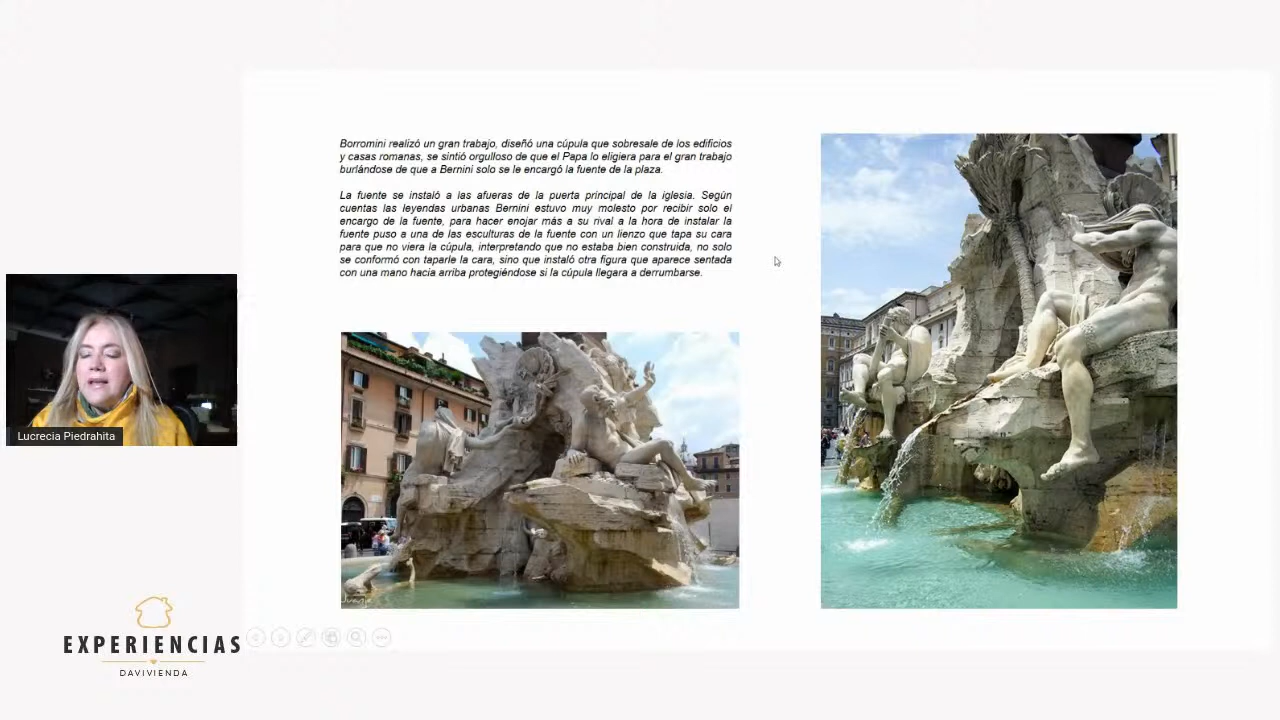 Borromini realizó un gran trabajo, diseñó una cúpula que sobresale de los edificios
y casas romanas, se sintió orgulloso de que el Papa lo eligiera para el gran trabajo
burlándose de que a Bernini solo se le encargó la fuente de la plaza.
La fuente se instaló a las afueras de la puerta principal de la iglesia. Según
cuentas las leyendas urbanas Bernini estuvo muy molesto por recibir solo el
encargo de la fuente, para hacer enojar más a su rival a la hora de instalar la
fuente puso a una de las esculturas de la fuente con un lienzo que tapa su cara
para que no viera la cúpula, interpretando que no estaba bien construida, no solo
se conformó con taparle la cara, sino que instaló otra figura que aparece sentada
con una mano hacia arriba protegiéndose si la cúpula llegara a derrumbarse.
Lucrecia Piedrahita
EXPERIENCIAS
DAVIVIENDA